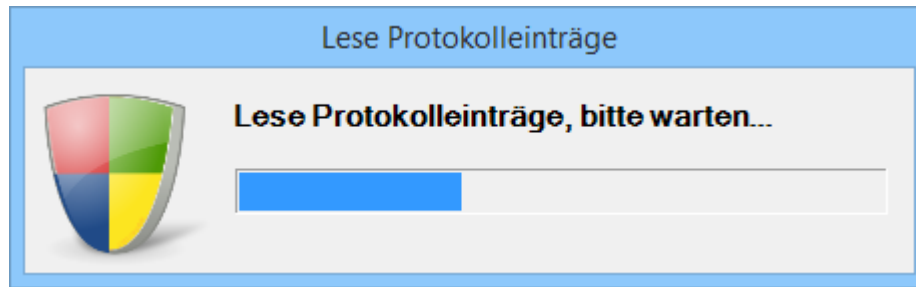 Lese Protokolleinträge
Lese Protokolleinträge, bitte warten...